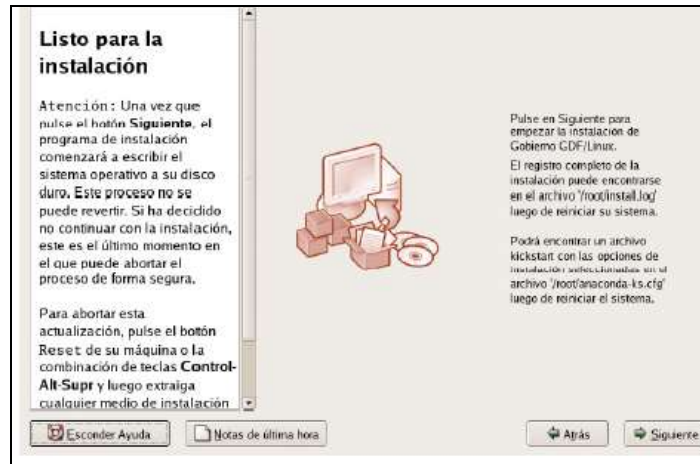 Listo para la
instalación
Atención: Una vez que
pulse el botón Siguiente, el
programa de instalación
comenzará a escribir el
sistema operativo a su disco
duro. Este proceso no se
puede revertir. Si ha decidido
no continuar con la instalación,
este es el último momento en
el que puede abortar el
proceso de forma segura.
Para abortar esta
actualización, pulse el botón
Reset de su máquina o la
combinación de teclas Control-
Alt-Supr y luego extraiga
cualquier medio de instalación
Pulse en Siguiente para
empezar la instalación de
Gobierno GDF/Linux.
El registro completo de la
instalación puede encontrarse
en el archivo '/root/install.log'
luego de reiniciar su sistema.
Podrá encontrar un archivo
kickstart con las opciones de
instalación seleccionadas en el
archivo '/root/anaconda-ks.cfg'
luego de reiniciar el sistema.
Esconder Ayuda
Notas de última hora
Atrás
Siguiente